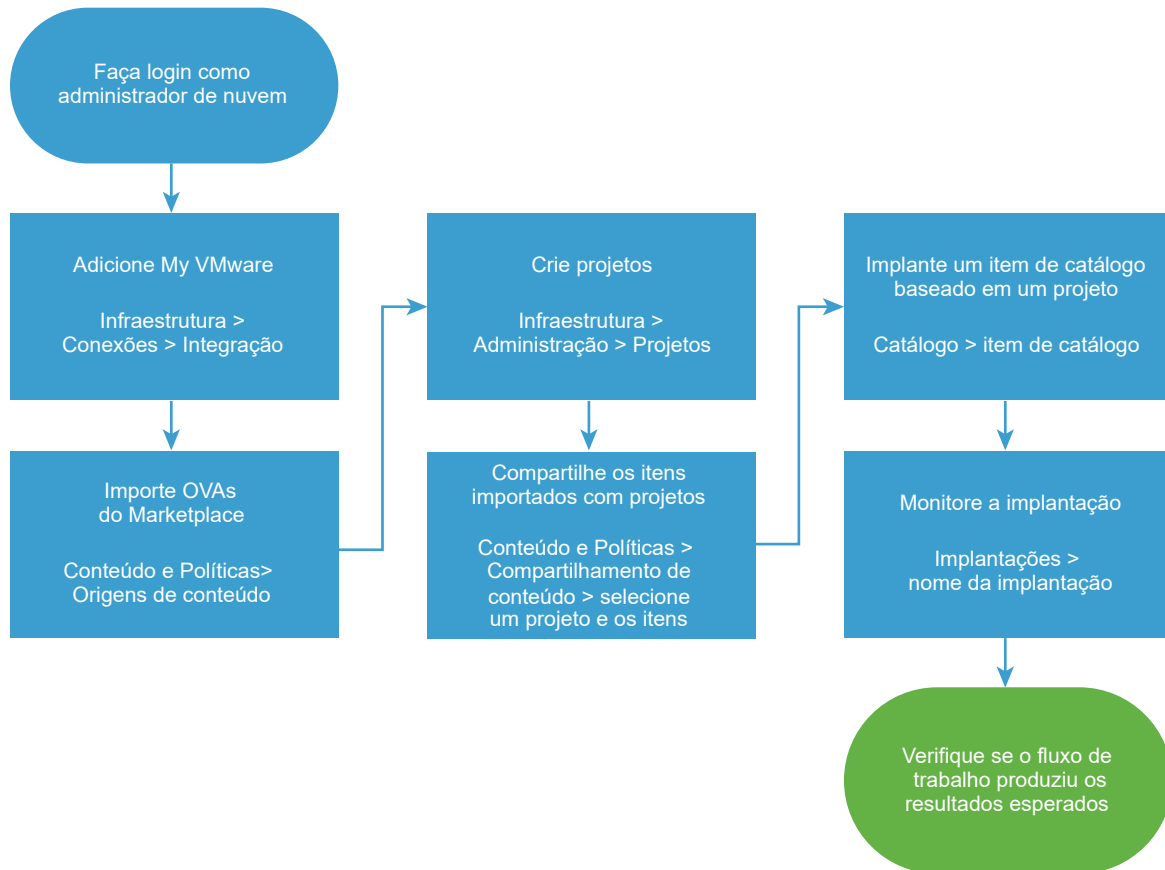 Faça login como
administrador de nuvem
Adicione My VMware
Infraestrutura >
Conexões > Integração
Importe OVAs
do Marketplace
Conteúdo e Políticas>
Origens de conteúdo
Crie projetos
Infraestrutura >
Administração > Projetos
Compartilhe os itens
importados com projetos
Conteúdo e Políticas >
Compartilhamento de
conteúdo > selecione
um projeto e os itens
Implante um item de catálogo
baseado em um projeto
Catálogo > item de catálogo
Monitore a implantação
Implantações >
nome da implantação
Verifique se o fluxo de
trabalho produziu os
resultados esperados